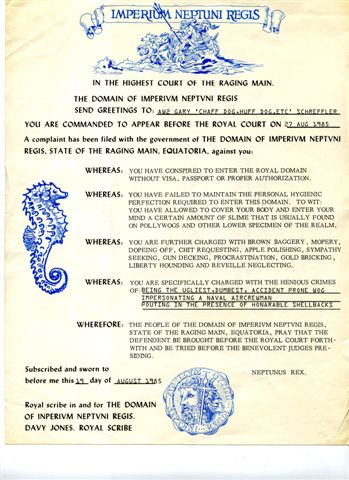 IMPERIUM NEPTUNI REGIS
IN THE HIGHEST COURT OF THE RAGING MAIN.
THE DOMAIN OF IMPERIVM NEPTVNI REGIS
SEND GREETINGS TO: AW2 GARY 'CHAFF DOG,HUFF DOG,ETC' SCHREFFLER
YOU ARE COMMANDED TO APPEAR BEFORE THE ROYAL COURT ON 27 AUG 1985
A complaint has been filed with the government of THE DOMAIN OF IMPERIVM NEPTVNI
REGIS, STATE OF THE RAGING MAIN, EQUATORIA, against you:
WHEREAS: YOU HAVE CONSPIRED TO ENTER THE ROYAL DOMAIN
WITHOUT VISA, PASSPORT OR PROPER AUTHORIZATION.
WHEREAS: YOU HAVE FAILED TO MAINTAIN THE PERSONAL HYGIENIC
PERFECTION REQUIRED TO ENTER THIS DOMAIN. TO WIT:
YOU HAVE ALLOWED TO COVER YOUR BODY AND ENTER YOUR
MIND A CERTAIN AMOUNT OF SLIME THAT IS USUALLY FOUND
ON POLLYWOGS AND OTHER LOWER SPECIMEN OF THE REALM.
WHEREAS: YOU ARE FURTHER CHARGED WITH BROWN BAGGERY, MOPERY,
DOPEING OFF, CHIT REQUESTING, APLE POLISHING, SYMPATHY
SEEKING, GUN DECKING, PROCRASTINATION, GOLD BRICKING,
LIBERTY HOUNDING AND REVEILLE NEGLECTING.
WHEREAS: YOU ARE SPECIFICALLY CHARGED WITH THE HENIOUS CRIMES
OF: BEING THE UGLIEST,DUMBEST, ACCIDENT PRONE WOG
IMPERSONATING A NAVAL AIRCREWMAN
POUTING IN THE PRESENCE OF HONARABLE SHELLBACKS
WHEREFORE: THE PEOPLE OF THE DOMAIN OF IMPERIVM NEPTVNI REGIS,
STATE OF THE RAGING MAIN, EQUATORIA, PRAY THAT THE
DEFENDENT BE BROUGHT BEFORE THE ROYAL COURT FORTH-
WITH AND BE TRIED BEFORE THE BENEVOLENT JUDGES PRE-
SIDING.
Subscribed and sworn to
before me this 19 day of AUGUST 1985
NEPTUNUS REX.
Royal scribe in and for THE DOMAIN
OF INPERIVM NEPTVNI REGIS.
DAVY JONES, ROYAL SCRIBE